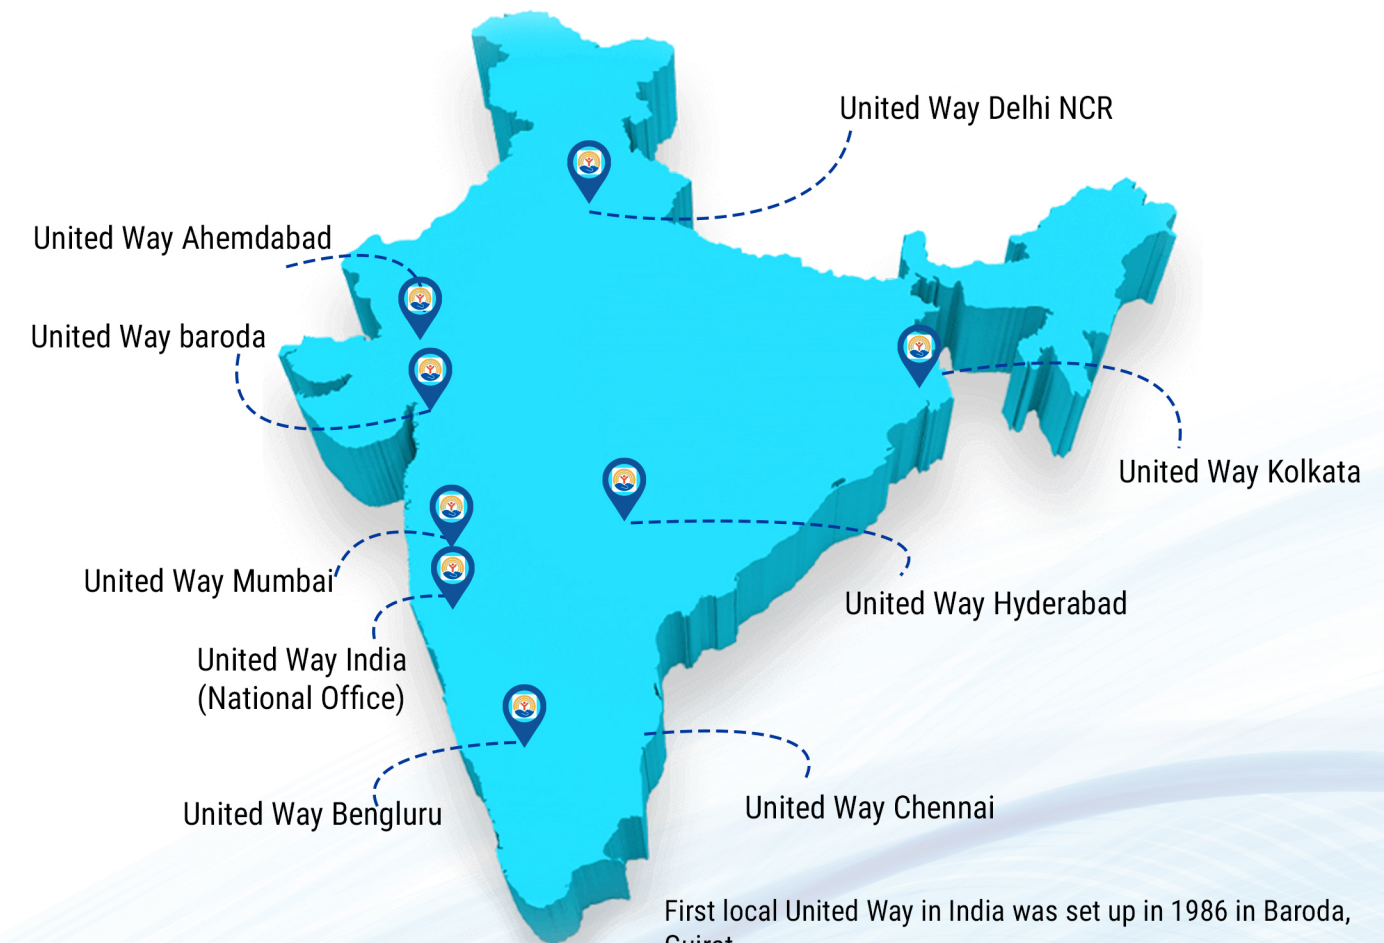 United Way Delhi NCR
United Way Ahemdabad
United Way baroda
United Way Kolkata
United Way Mumbai
United Way Hyderabad
United Way India
(National Office)
United Way Bengluru
United Way Chennai
First local United Way in India was set up in 1986 in Baroda,